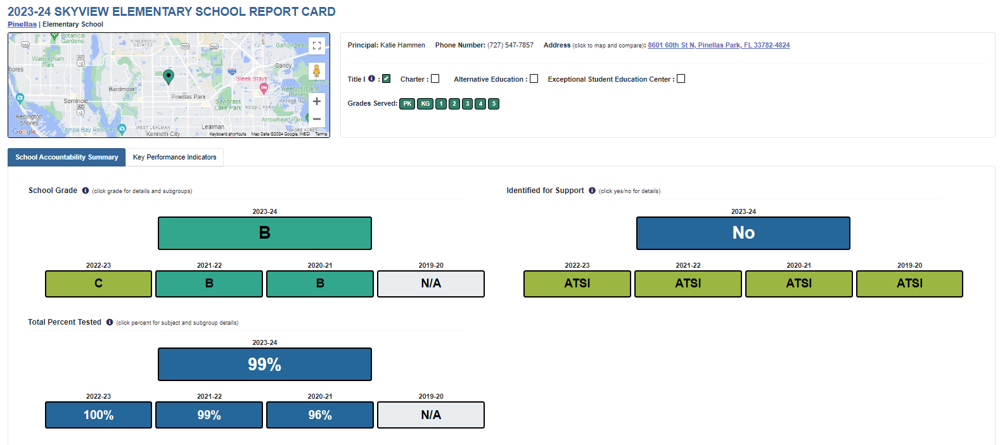 2023-24 SKYVIEW ELEMENTARY SCHOOL REPORT CARD
Pinellas | Elementary School
Botanical
Gardens
PINEBROOK
ESTATES
Gandy Beach
Walsingham
Park
Gandy
hores
Sleek Stays
Bardmoor
Weedon Island
Preserve
Pinellas Park
Seminole
Sawgrass
Lake Park
HARBOR ISLE
FOSSIL PARK
Redington
Shores
Arrowhead Park
Tampa Bay Rescues
WEST LEALMAN
Lealman
SHORE ACRES
Kenneth City
Google
Keyboard shortcuts Map Data ©2024 Google, INEGI Terms
Principal: Katie Hammen Phone Number: (727) 547-7857 Address (click to map and compare): 8601 60th St N, Pinellas Park, FL 33782-4824
Title I : Charter : Alternative Education : Exceptional Student Education Center :
Grades Served: PK KG 1 2 3 4 5
School Accountability Summary Key Performance Indicators
School Grade (click grade for details and subgroups)
2023-24
B
2022-23 2021-22 2020-21 2019-20
C B B N/A
Identified for Support (click yes/no for details)
2023-24
No
2022-23 2021-22 2020-21 2019-20
ATSI ATSI ATSI ATSI
Total Percent Tested (click percent for subject and subgroup details)
2023-24
99%
2022-23 2021-22 2020-21 2019-20
100% 99% 96% N/A